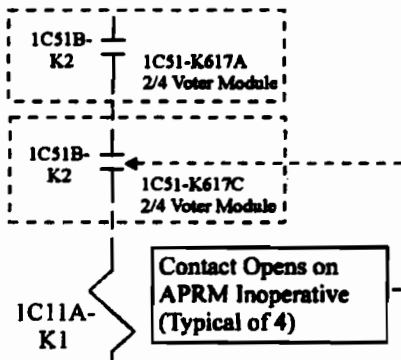 1C51B-
K2
1C51-K617A
2/4 Voter Module
1C51B-
K2
1C51-K617C
2/4 Voter Module
Contact Opens on
APRM Inoperative
(Typical of 4)
1C11A-
K1